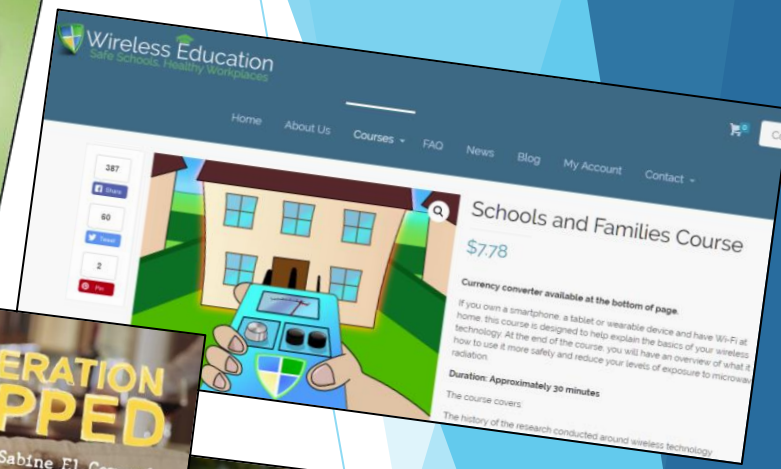 Wireless Education
Safe Schools, Healthy Workplaces
0
Home About Us Courses FAQ News Blog My Account Contact
387
Share
60
Tweet
2
Pin
Schools and Families Course
$7.78
Currency converter available at the bottom of page.
If you own a smartphone, a tablet or wearable device and have Wi-Fi at
home, this course is designed to help explain the basics of your wireless
technology. At the end of the course, you will have an overview of what it
how to use it more safely and reduce your levels of exposure to microwav
radiation.
Duration: Approximately 30 minutes
The course covers:
The history of the research conducted around wireless technology
ERATION
PPED
Sabine El